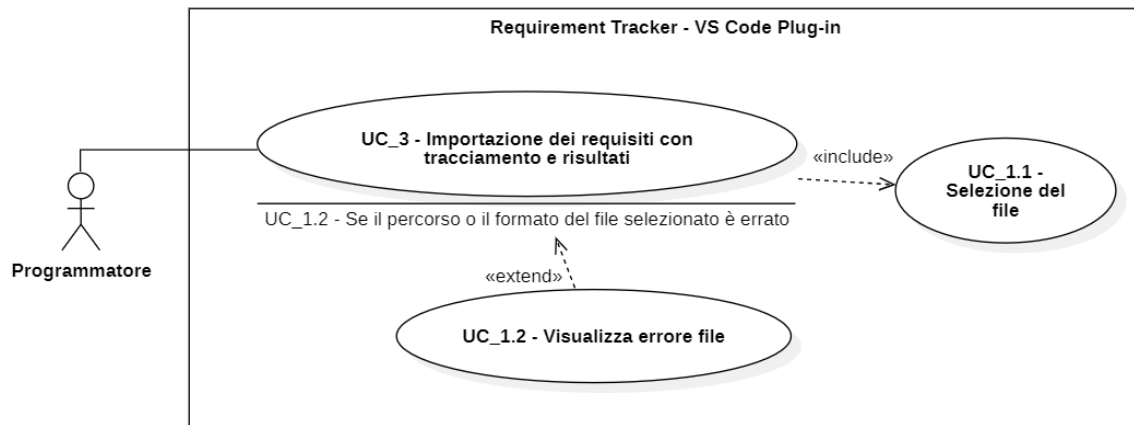 Requirement Tracker - VS Code Plug-in
UC_3 - Importazione dei requisiti con
tracciamento e risultati
«include»
UC_1.1 -
Selezione del
file
UC_1.2 - Se il percorso o il formato del file selezionato è errato
Programmatore
«extend»
UC_1.2 - Visualizza errore file